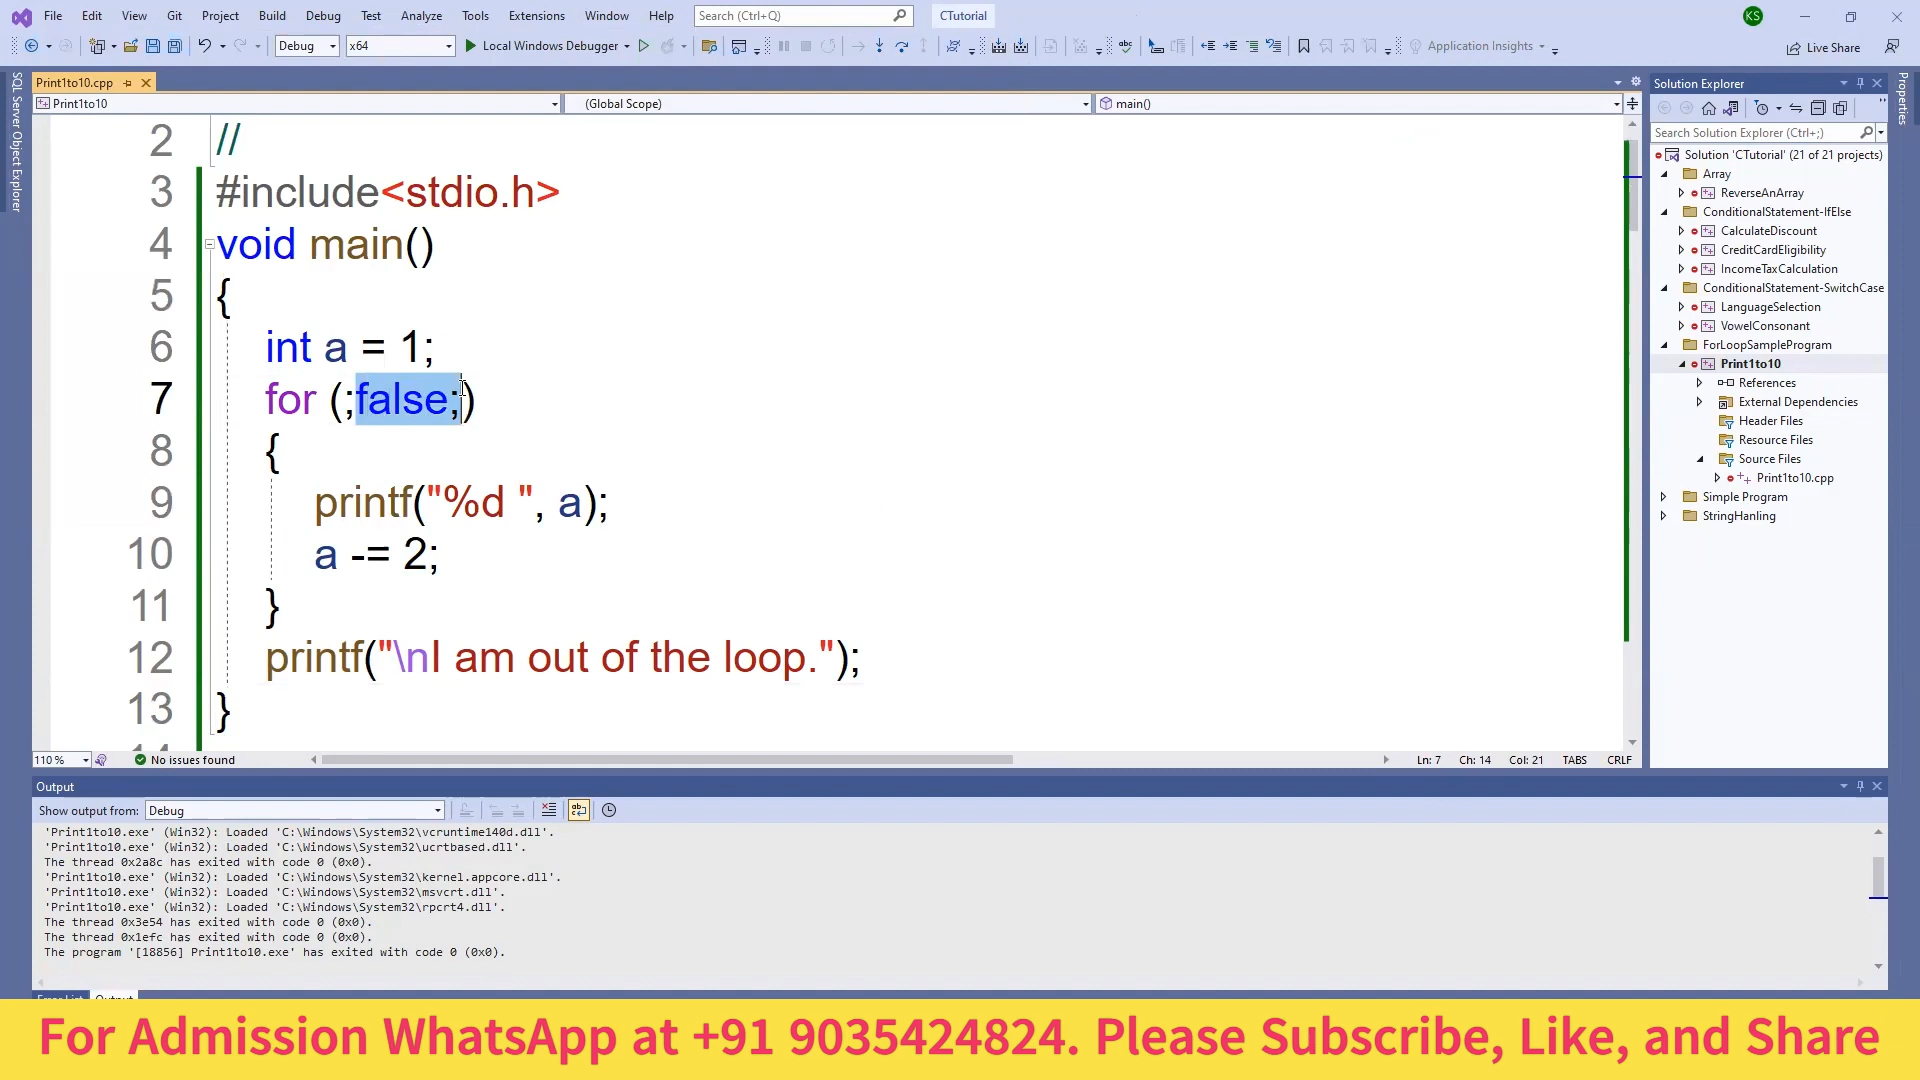 File Edit View Git Project Build Debug Test Analyze Tools Extensions Window Help Search (Ctrl+Q) CTutorial KS
Debug x64 Local Windows Debugger Application Insights Live Share
SQL Server Object Explorer
Properties
Print1to10.cpp
Print1to10 (Global Scope) main()
2 //
3 #include<stdio.h>
4 void main()
5 {
6 int a = 1;
7 for (;false;)
8 {
9 printf("%d ", a);
10 a -= 2;
11 }
12 printf("\nI am out of the loop.");
13 }
110 % No issues found Ln: 7 Ch: 14 Col: 21 TABS CRLF
Solution Explorer
Search Solution Explorer (Ctrl+;)
Solution 'CTutorial' (21 of 21 projects)
Array
ReverseAnArray
ConditionalStatement-IfElse
CalculateDiscount
CreditCardEligibility
IncomeTaxCalculation
ConditionalStatement-SwitchCase
LanguageSelection
VowelConsonant
ForLoopSampleProgram
Print1to10
References
External Dependencies
Header Files
Resource Files
Source Files
Print1to10.cpp
Simple Program
StringHanling
Output
Show output from: Debug
'Print1to10.exe' (Win32): Loaded 'C:\Windows\System32\vcruntime140d.dll'.
'Print1to10.exe' (Win32): Loaded 'C:\Windows\System32\ucrtbased.dll'.
The thread 0x2a8c has exited with code 0 (0x0).
'Print1to10.exe' (Win32): Loaded 'C:\Windows\System32\kernel.appcore.dll'.
'Print1to10.exe' (Win32): Loaded 'C:\Windows\System32\msvcrt.dll'.
'Print1to10.exe' (Win32): Loaded 'C:\Windows\System32\rpcrt4.dll'.
The thread 0x3e54 has exited with code 0 (0x0).
The thread 0x1efc has exited with code 0 (0x0).
The program '[18856] Print1to10.exe' has exited with code 0 (0x0).
Error List Output
For Admission WhatsApp at +91 9035424824. Please Subscribe, Like, and Share